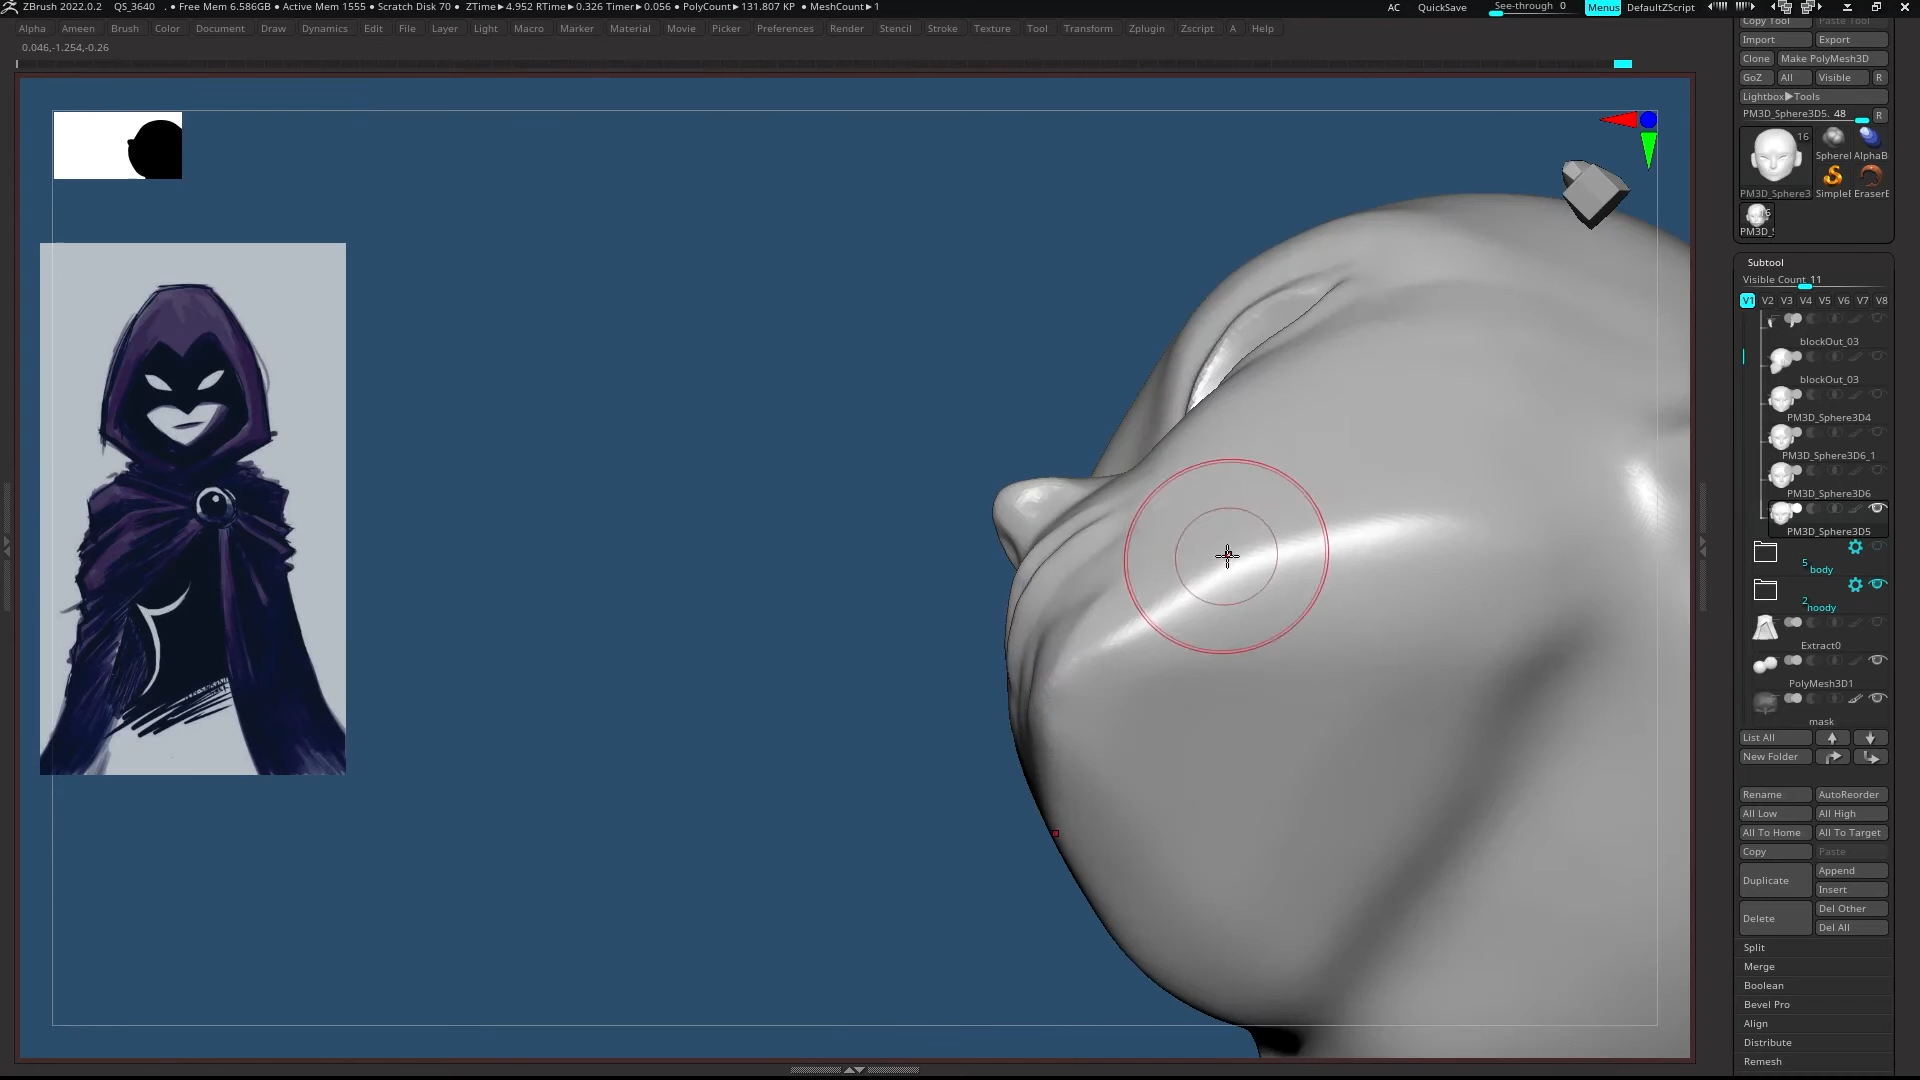 ZBrush 2022.0.2 QS_3640 . • Free Mem 6.586GB • Active Mem 1555 • Scratch Disk 70 • ZTime▶4.952 RTime▶0.326 Timer▶0.056 • PolyCount▶131.807 KP • MeshCount▶1 AC QuickSave See-through 0 Menus DefaultZScript
Alpha Ameen Brush Color Document Draw Dynamics Edit File Layer Light Macro Marker Material Movie Picker Preferences Render Stencil Stroke Texture Tool Transform Zplugin Zscript A Help
0.046,-1.254,-0.26
Copy Tool Paste Tool
Import Export
Clone Make PolyMesh3D
GoZ All Visible R
Lightbox▶Tools
PM3D_Sphere3D5. 48 R
16
SphereI AlphaB
PM3D_Sphere3 SimpleE EraserE
16
PM3D_S
Subtool
Visible Count 11
V1 V2 V3 V4 V5 V6 V7 V8
blockOut_03
blockOut_03
PM3D_Sphere3D4
PM3D_Sphere3D6_1
PM3D_Sphere3D6
PM3D_Sphere3D5
5 body
2 hoody
Extract0
PolyMesh3D1
mask
List All
New Folder
Rename AutoReorder
All Low All High
All To Home All To Target
Copy Paste
Duplicate Append
Insert
Delete Del Other
Del All
Split
Merge
Boolean
Bevel Pro
Align
Distribute
Remesh